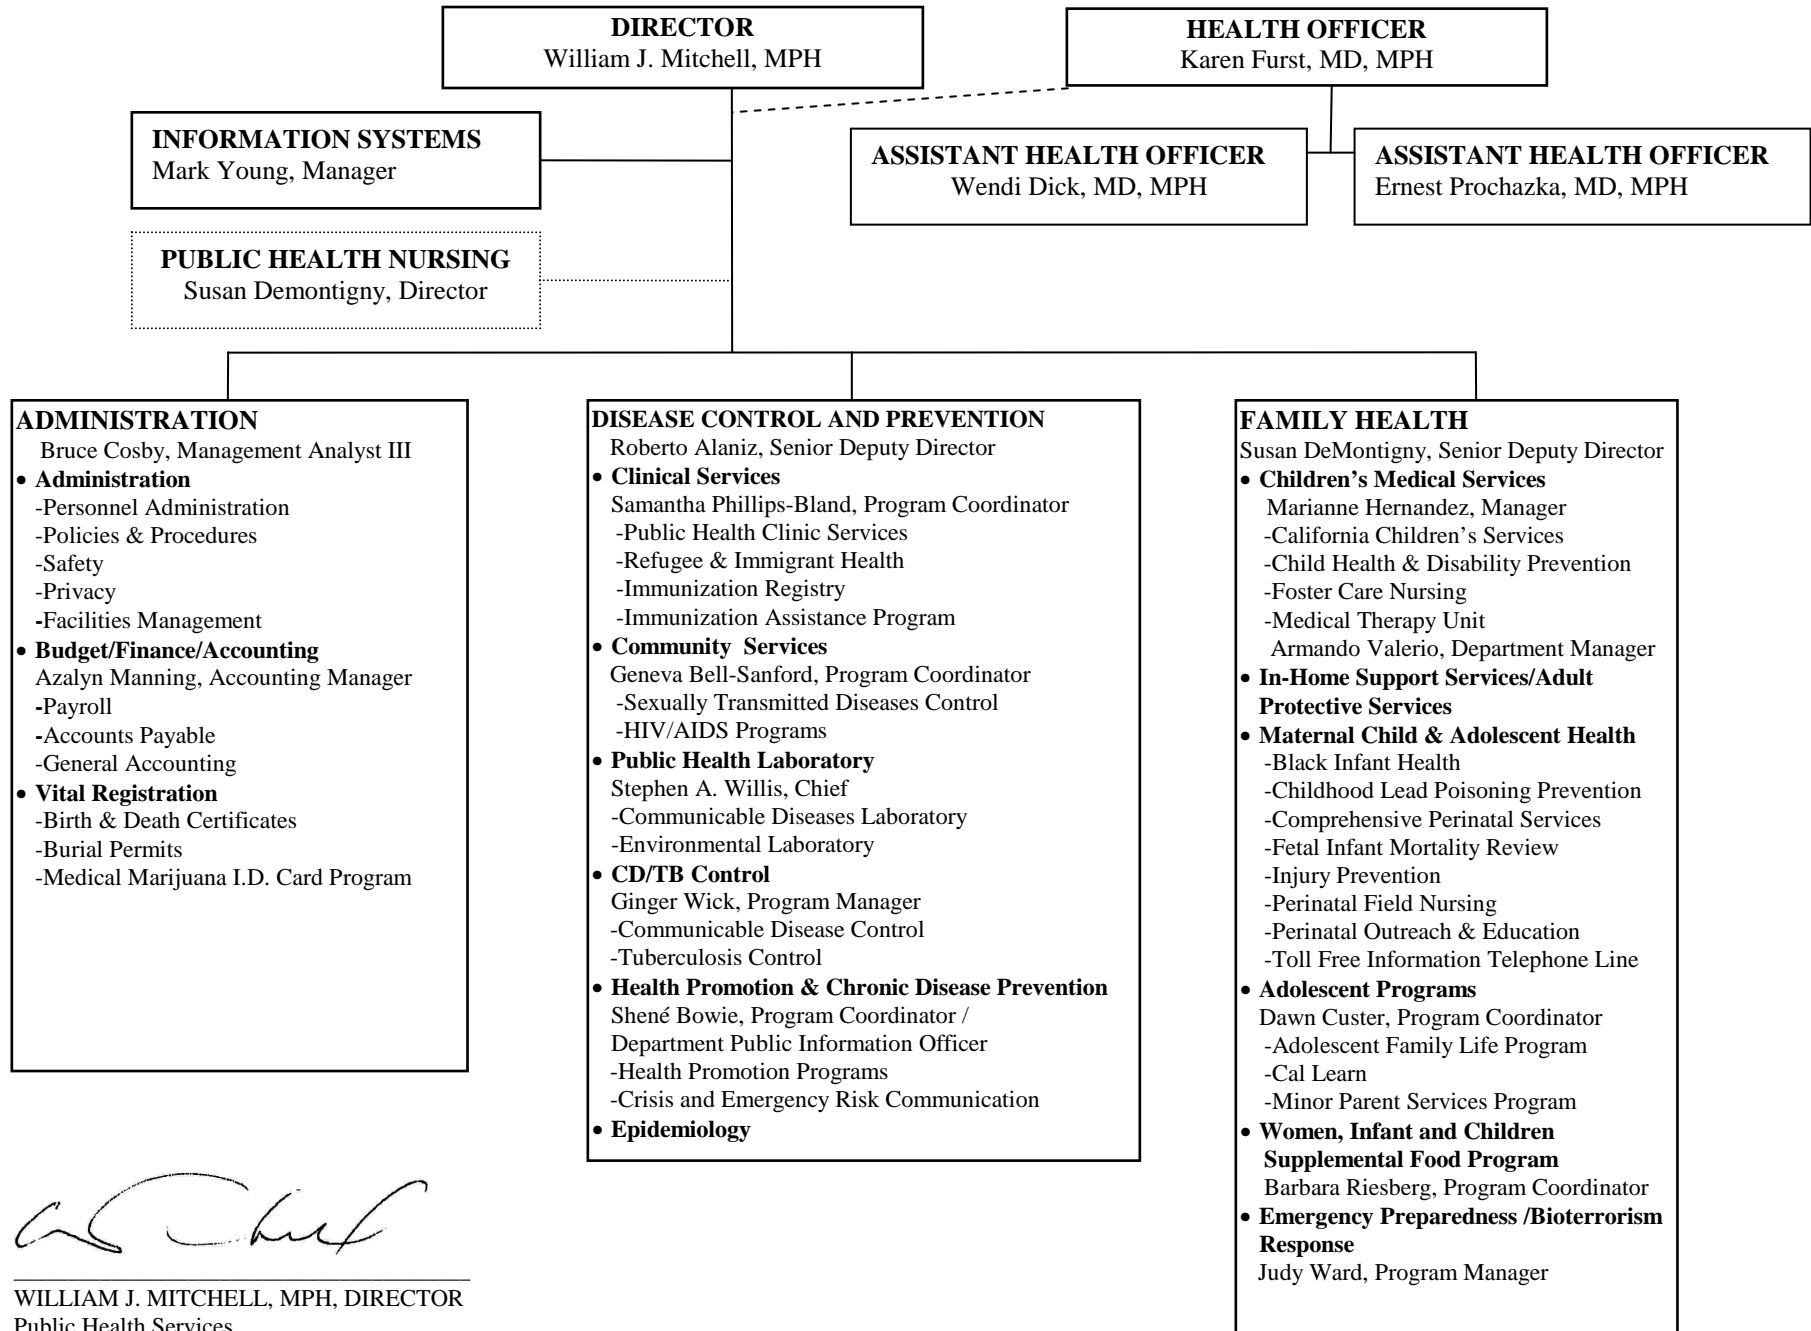 DIRECTOR
William J. Mitchell, MPH
HEALTH OFFICER
Karen Furst, MD, MPH
INFORMATION SYSTEMS
Mark Young, Manager
ASSISTANT HEALTH OFFICER
Wendi Dick, MD, MPH
ASSISTANT HEALTH OFFICER
Ernest Prochazka, MD, MPH
PUBLIC HEALTH NURSING
Susan Demontigny, Director
ADMINISTRATION
Bruce Cosby, Management Analyst III
• Administration
-Personnel Administration
-Policies & Procedures
-Safety
-Privacy
-Facilities Management
• Budget/Finance/Accounting
Azalyn Manning, Accounting Manager
-Payroll
-Accounts Payable
-General Accounting
• Vital Registration
-Birth & Death Certificates
-Burial Permits
-Medical Marijuana I.D. Card Program
DISEASE CONTROL AND PREVENTION
Roberto Alaniz, Senior Deputy Director
• Clinical Services
Samantha Phillips-Bland, Program Coordinator
-Public Health Clinic Services
-Refugee & Immigrant Health
-Immunization Registry
-Immunization Assistance Program
• Community Services
Geneva Bell-Sanford, Program Coordinator
-Sexually Transmitted Diseases Control
-HIV/AIDS Programs
• Public Health Laboratory
Stephen A. Willis, Chief
-Communicable Diseases Laboratory
-Environmental Laboratory
• CD/TB Control
Ginger Wick, Program Manager
-Communicable Disease Control
-Tuberculosis Control
• Health Promotion & Chronic Disease Prevention
Shené Bowie, Program Coordinator /
Department Public Information Officer
-Health Promotion Programs
-Crisis and Emergency Risk Communication
• Epidemiology
FAMILY HEALTH
Susan DeMontigny, Senior Deputy Director
• Children’s Medical Services
Marianne Hernandez, Manager
-California Children’s Services
-Child Health & Disability Prevention
-Foster Care Nursing
-Medical Therapy Unit
Armando Valerio, Department Manager
• In-Home Support Services/Adult
Protective Services
• Maternal Child & Adolescent Health
-Black Infant Health
-Childhood Lead Poisoning Prevention
-Comprehensive Perinatal Services
-Fetal Infant Mortality Review
-Injury Prevention
-Perinatal Field Nursing
-Perinatal Outreach & Education
-Toll Free Information Telephone Line
• Adolescent Programs
Dawn Custer, Program Coordinator
-Adolescent Family Life Program
-Cal Learn
-Minor Parent Services Program
• Women, Infant and Children
Supplemental Food Program
Barbara Riesberg, Program Coordinator
• Emergency Preparedness /Bioterrorism
Response
Judy Ward, Program Manager
WILLIAM J. MITCHELL, MPH, DIRECTOR
Public Health Services